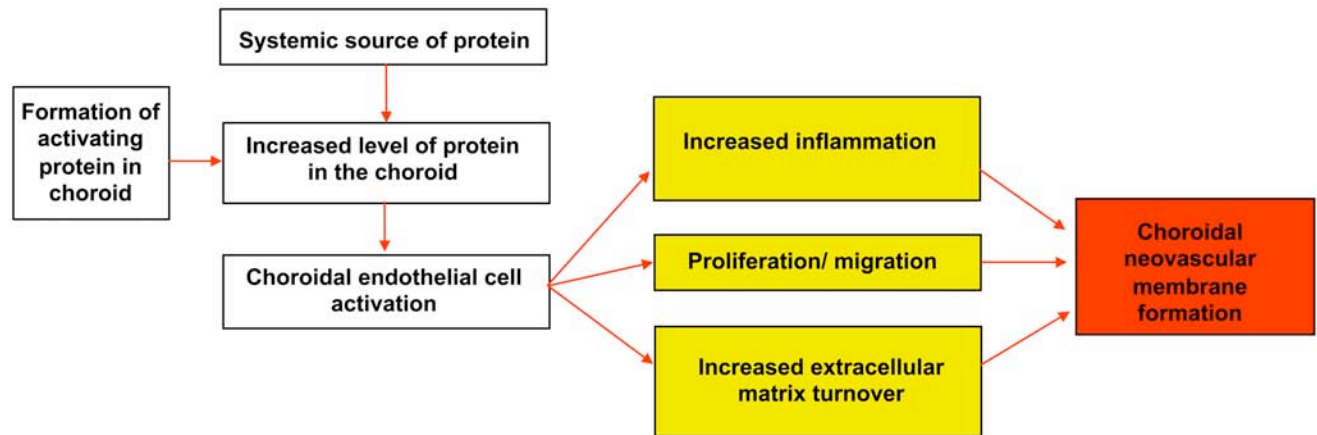 Systemic source of protein
Formation of
activating
protein in
choroid
Increased level of protein
in the choroid
Choroidal endothelial cell
activation
Increased inflammation
Proliferation/ migration
Increased extracellular
matrix turnover
Choroidal
neovascular
membrane
formation